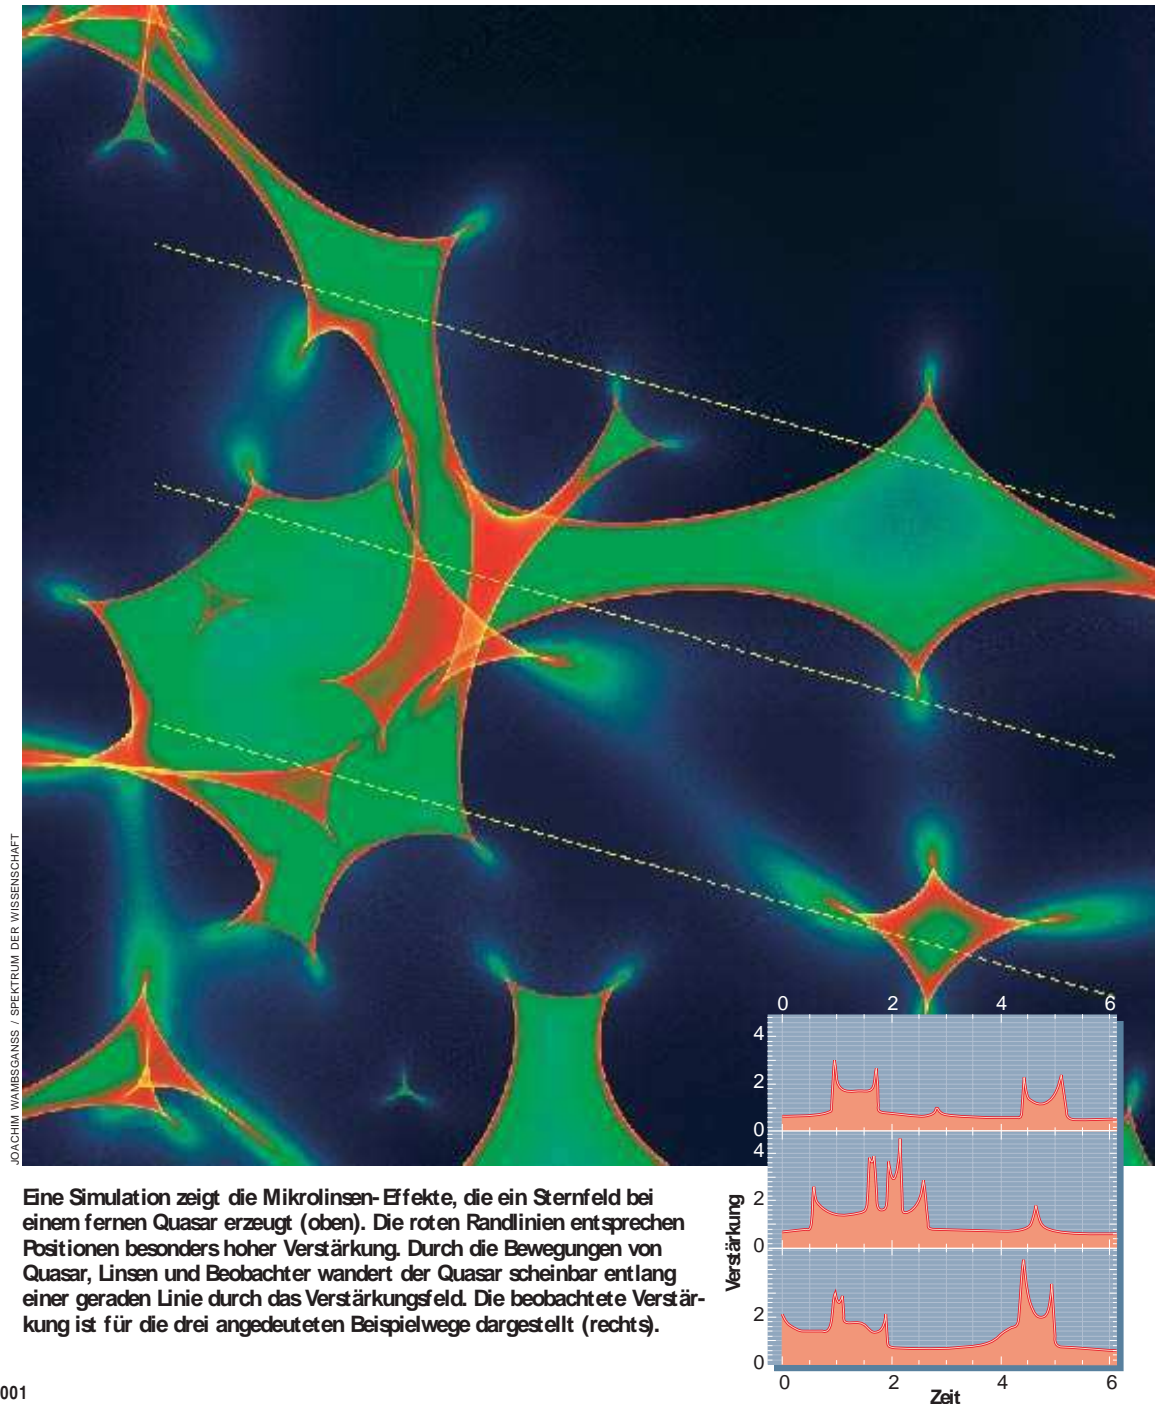 JOACHIM WAMBSGANSS / SPEKTRUM DER WISSENSCHAFT
0 2 4 6
4
2
0
4
2
0
2
0
Verstärkung
0 2 4 6
Zeit
Eine Simulation zeigt die Mikrolinsen-Effekte, die ein Sternfeld bei
einem fernen Quasar erzeugt (oben). Die roten Randlinien entsprechen
Positionen besonders hoher Verstärkung. Durch die Bewegungen von
Quasar, Linsen und Beobachter wandert der Quasar scheinbar entlang
einer geraden Linie durch das Verstärkungsfeld. Die beobachtete Verstär-
kung ist für die drei angedeuteten Beispielwege dargestellt (rechts).
001